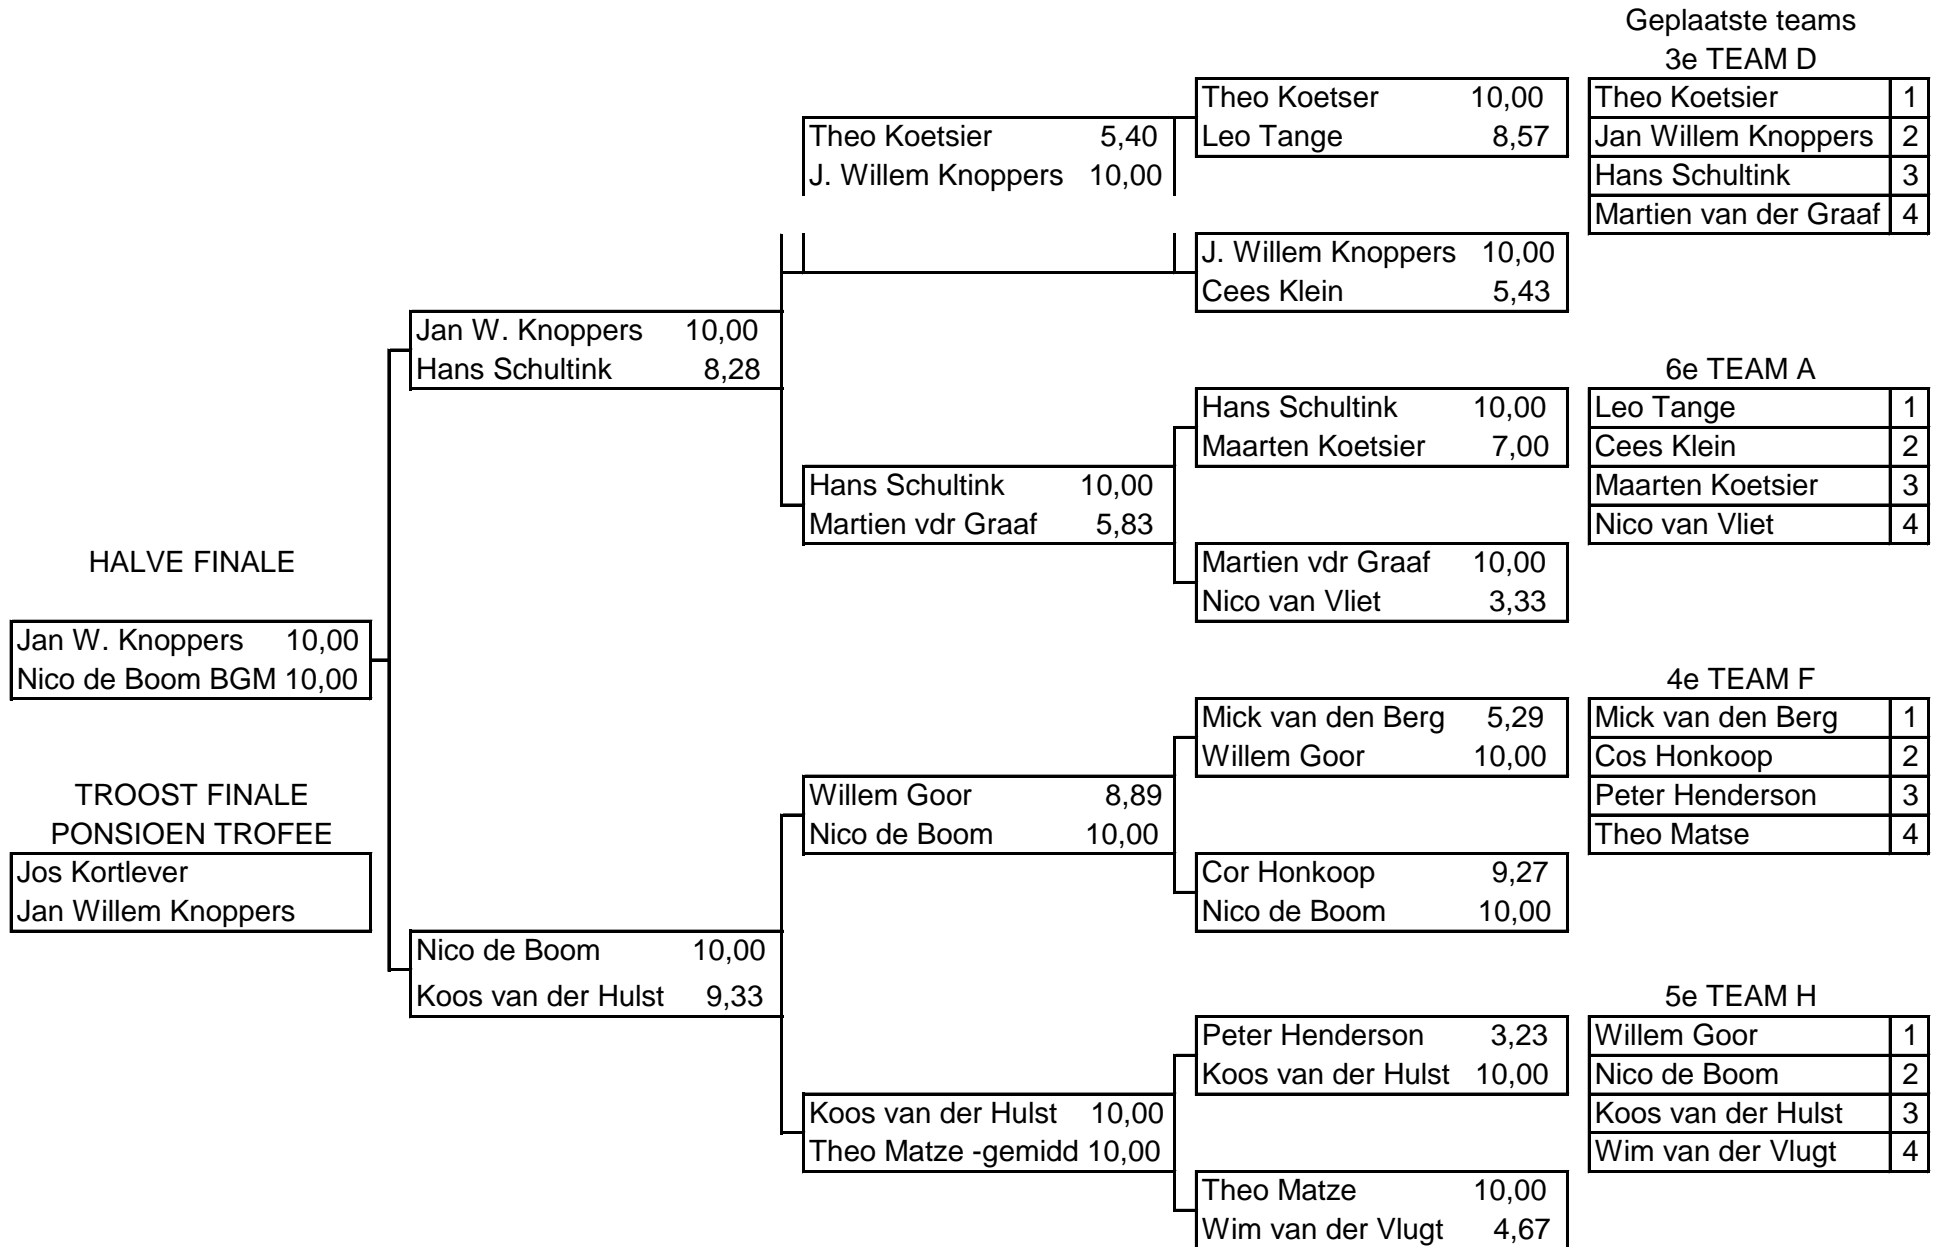 Geplaatste teams
3e TEAM D
Theo Koetser 10,00
Leo Tange 8,57
Theo Koetsier 1
Jan Willem Knoppers 2
Hans Schultink 3
Martien van der Graaf 4
Theo Koetsier 5,40
J. Willem Knoppers 10,00
J. Willem Knoppers 10,00
Cees Klein 5,43
Jan W. Knoppers 10,00
Hans Schultink 8,28
6e TEAM A
Hans Schultink 10,00
Maarten Koetsier 7,00
Leo Tange 1
Cees Klein 2
Maarten Koetsier 3
Nico van Vliet 4
Hans Schultink 10,00
Martien vdr Graaf 5,83
Martien vdr Graaf 10,00
Nico van Vliet 3,33
HALVE FINALE
Jan W. Knoppers 10,00
Nico de Boom BGM 10,00
4e TEAM F
Mick van den Berg 5,29
Willem Goor 10,00
Mick van den Berg 1
Cos Honkoop 2
Peter Henderson 3
Theo Matse 4
TROOST FINALE
PONSIOEN TROFEE
Jos Kortlever
Jan Willem Knoppers
Willem Goor 8,89
Nico de Boom 10,00
Cor Honkoop 9,27
Nico de Boom 10,00
Nico de Boom 10,00
Koos van der Hulst 9,33
5e TEAM H
Peter Henderson 3,23
Koos van der Hulst 10,00
Willem Goor 1
Nico de Boom 2
Koos van der Hulst 3
Wim van der Vlugt 4
Koos van der Hulst 10,00
Theo Matze -gemidd 10,00
Theo Matze 10,00
Wim van der Vlugt 4,67